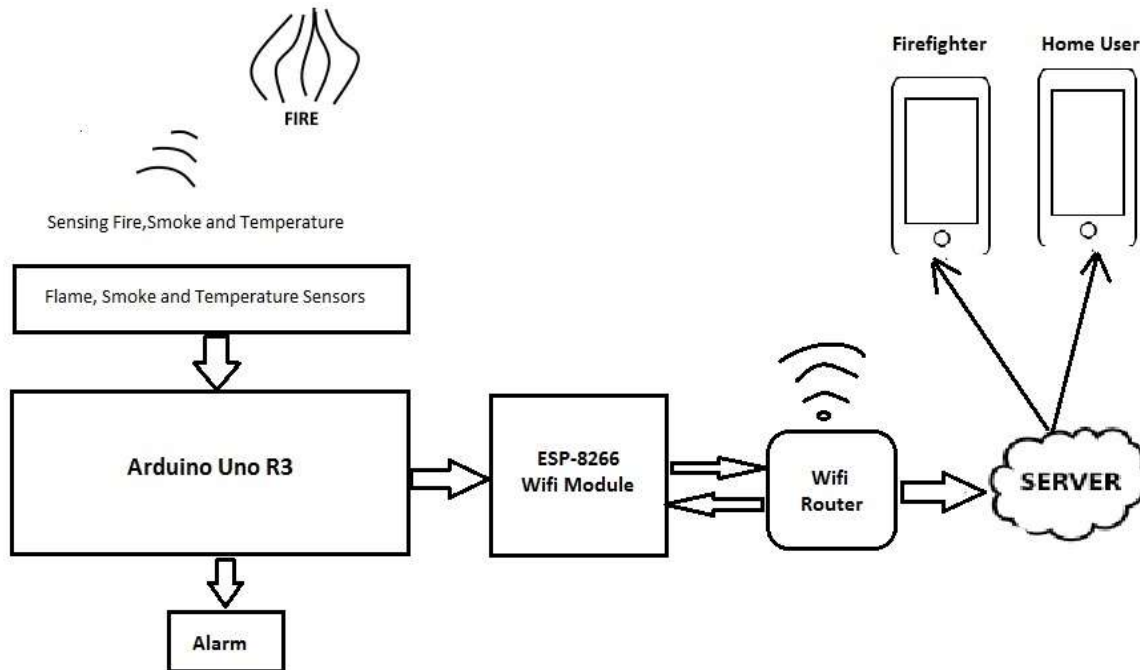 Firefighter
Home User
FIRE
Sensing Fire,Smoke and Temperature
Flame, Smoke and Temperature Sensors
Arduino Uno R3
ESP-8266
Wifi Module
Wifi
Router
SERVER
Alarm